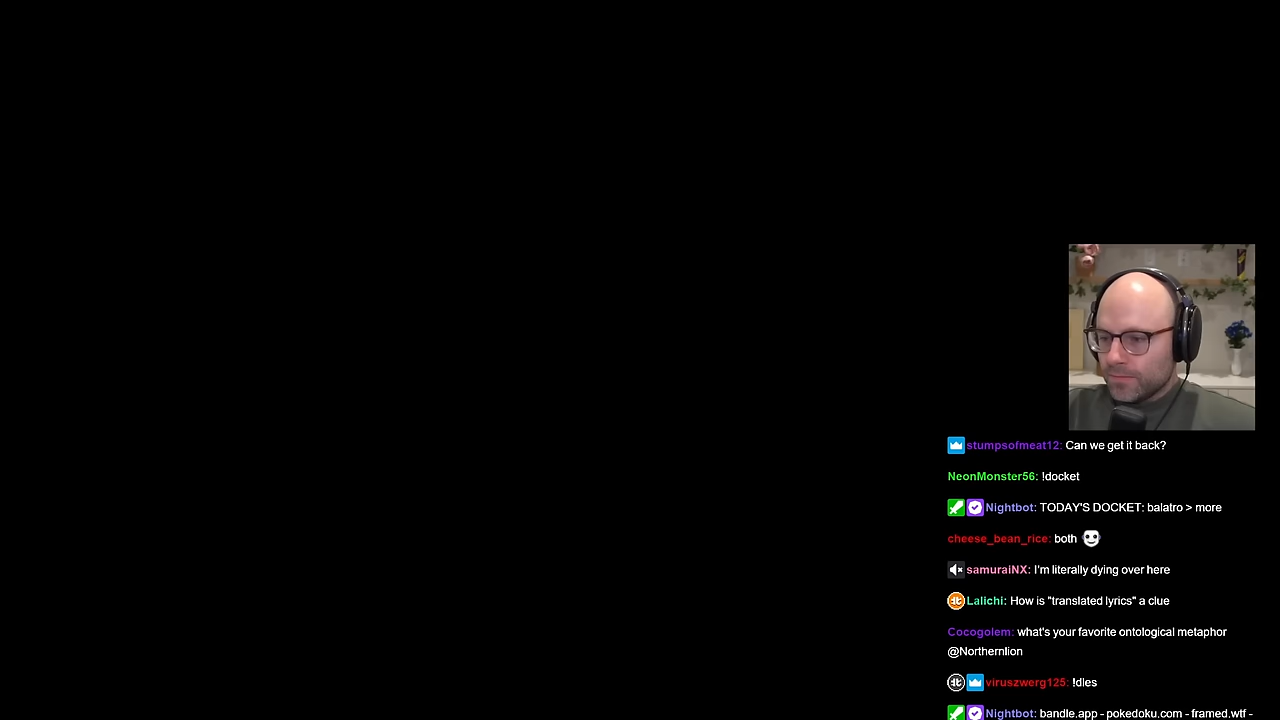 stumpsofmeat12: Can we get it back?
NeonMonster56: !docket
Nightbot: TODAY'S DOCKET: balatro > more
cheese_bean_rice: both
samuraiNX: I'm literally dying over here
Lalichi: How is "translated lyrics" a clue
Cocogolem: what's your favorite ontological metaphor
@Northernlion
viruszwerg125: !dles
Nightbot: bandle.app - pokedoku.com - framed.wtf -